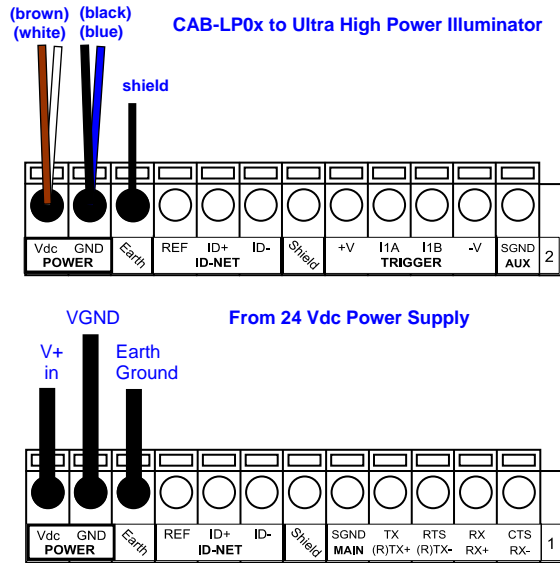 (brown) (black) CAB-LP0x to Ultra High Power Illuminator
(white) (blue)
shield
Vdc GND Earth REF ID+ ID- Shield +V I1A I1B -V SGND 2
POWER ID-NET TRIGGER AUX
VGND From 24 Vdc Power Supply
V+ Earth
in Ground
Vdc GND Earth REF ID+ ID- Shield SGND TX RTS RX CTS 1
POWER ID-NET MAIN (R)TX+ (R)TX- RX+ RX-